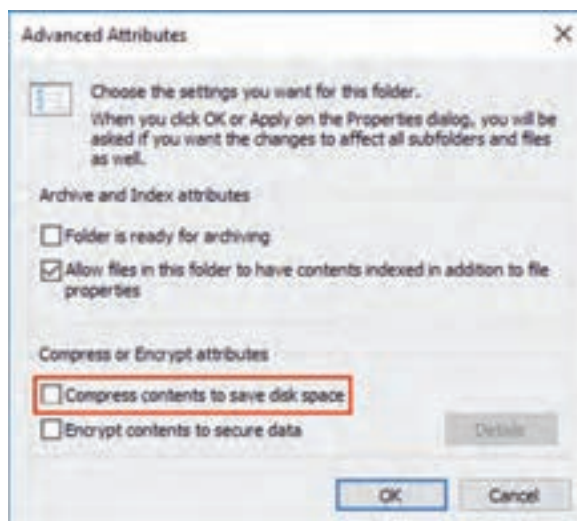 Advanced Attributes
Choose the settings you want for this folder.
When you click OK or Apply on the Properties dialog, you will be
asked if you want the changes to affect all subfolders and files
as well.
Archive and Index attributes
Folder is ready for archiving
Allow files in this folder to have contents indexed in addition to file
properties
Compress or Encrypt attributes
Compress contents to save disk space
Encrypt contents to secure data
Details
OK
Cancel